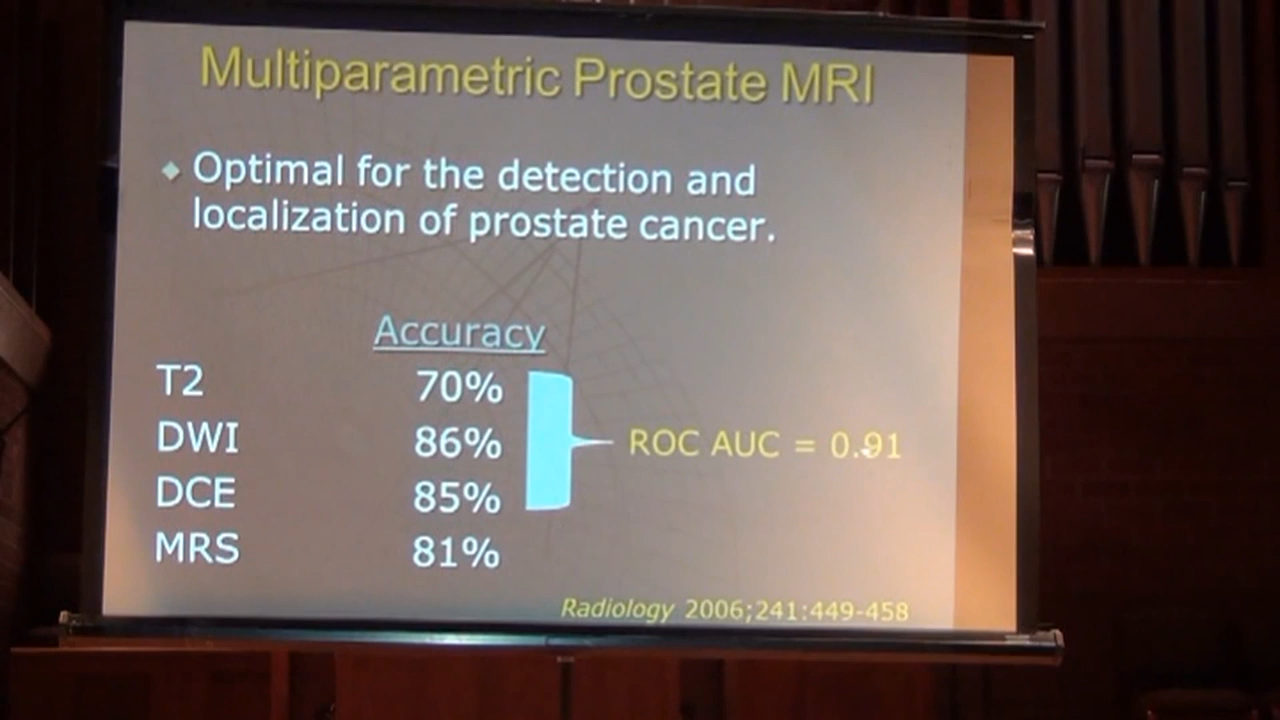 Multiparametric Prostate MRI
Optimal for the detection and
localization of prostate cancer.
Accuracy
T2 70%
DWI 86%
DCE 85%
MRS 81%
ROC AUC = 0.91
Radiology 2006;241:449-458